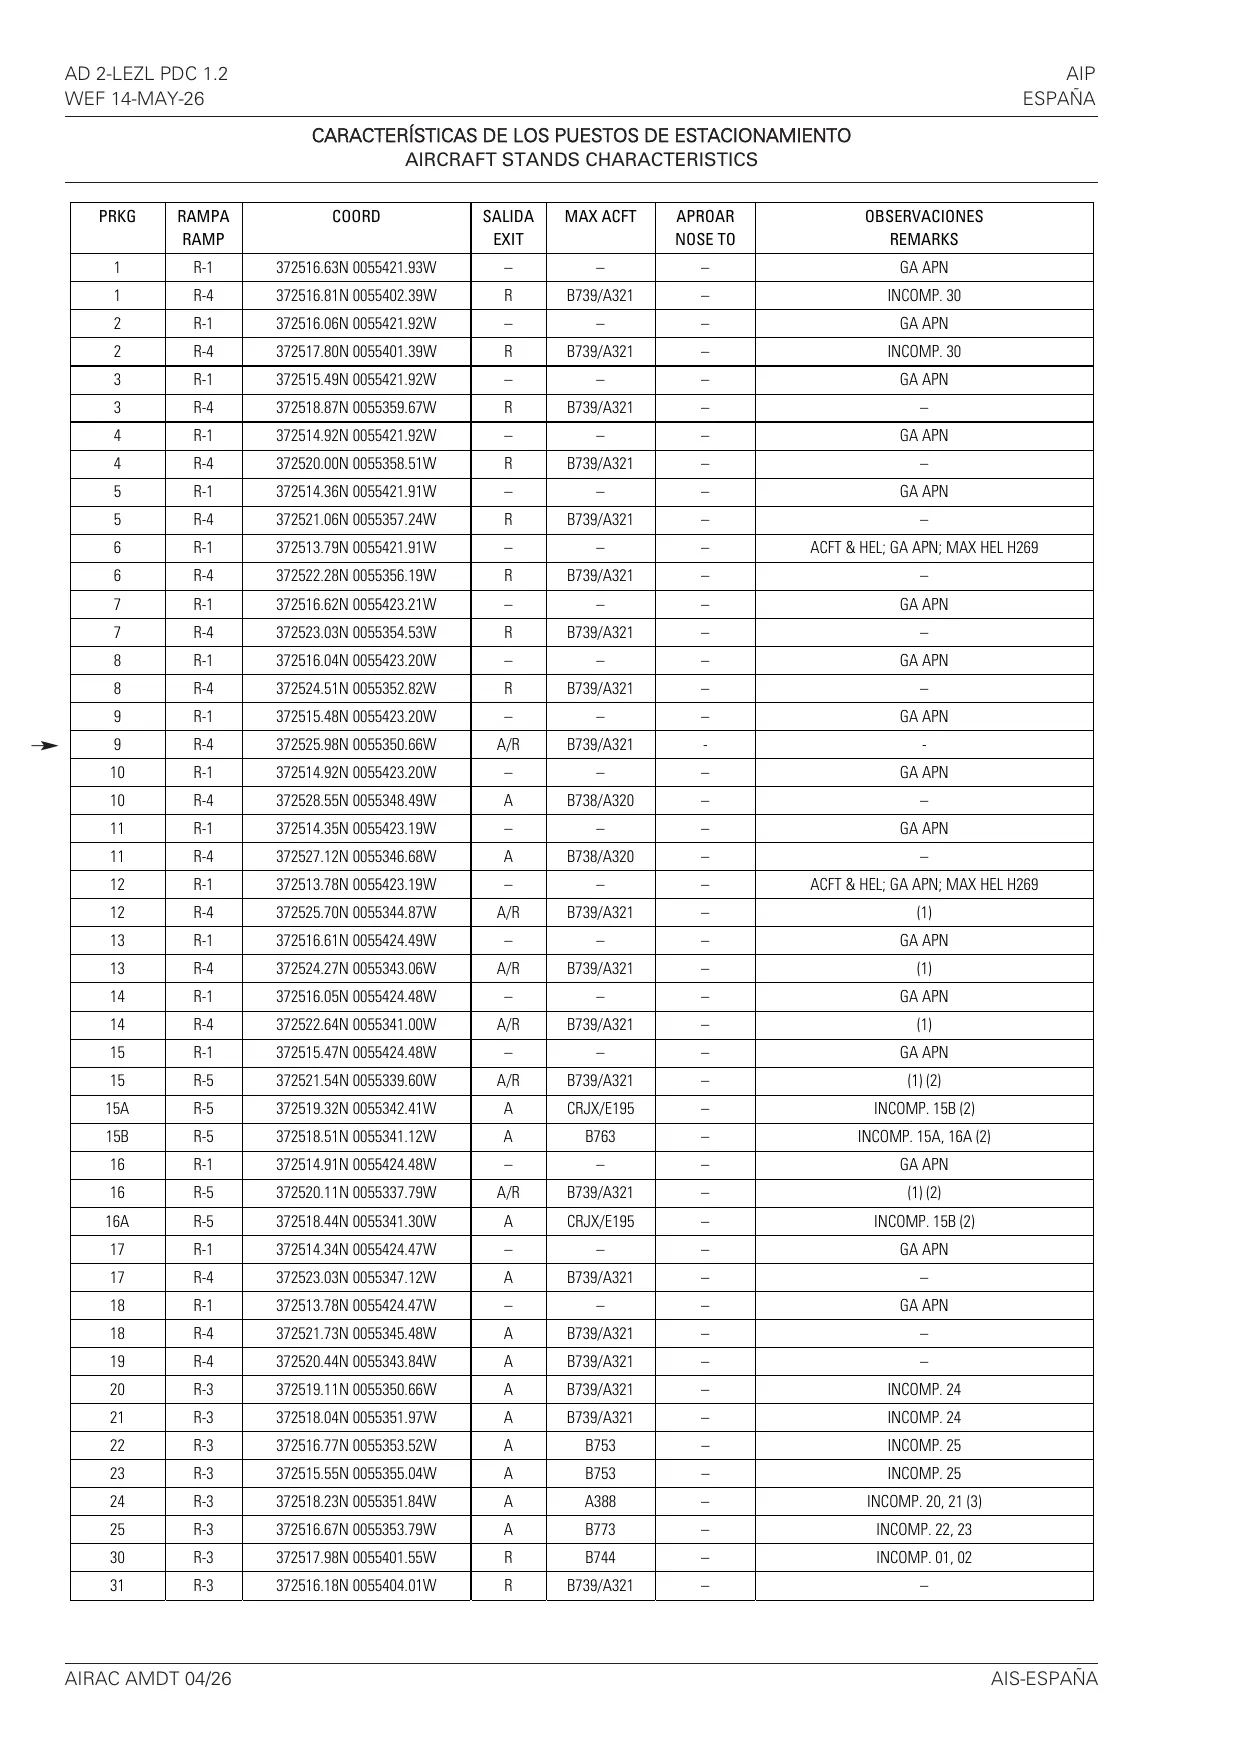 AD 2-LEZL PDC 1.2 AIP
WEF 14-MAY-26 ESPAÑA
CARACTERÍSTICAS DE LOS PUESTOS DE ESTACIONAMIENTO
AIRCRAFT STANDS CHARACTERISTICS
PRKG RAMPA COORD SALIDA MAX ACFT APROAR OBSERVACIONES
RAMP EXIT NOSE TO REMARKS
1 R-1 372516.63N 0055421.93W – – – GA APN
1 R-4 372516.81N 0055402.39W R B739/A321 – INCOMP. 30
2 R-1 372516.06N 0055421.92W – – – GA APN
2 R-4 372517.80N 0055401.39W R B739/A321 – INCOMP. 30
3 R-1 372515.49N 0055421.92W – – – GA APN
3 R-4 372518.87N 0055359.67W R B739/A321 – –
4 R-1 372514.92N 0055421.92W – – – GA APN
4 R-4 372520.00N 0055358.51W R B739/A321 – –
5 R-1 372514.36N 0055421.91W – – – GA APN
5 R-4 372521.06N 0055357.24W R B739/A321 – –
6 R-1 372513.79N 0055421.91W – – – ACFT & HEL; GA APN; MAX HEL H269
6 R-4 372522.28N 0055356.19W R B739/A321 – –
7 R-1 372516.62N 0055423.21W – – – GA APN
7 R-4 372523.03N 0055354.53W R B739/A321 – –
8 R-1 372516.04N 0055423.20W – – – GA APN
8 R-4 372524.51N 0055352.82W R B739/A321 – –
9 R-1 372515.48N 0055423.20W – – – GA APN
9 R-4 372525.98N 0055350.66W A/R B739/A321 - -
10 R-1 372514.92N 0055423.20W – – – GA APN
10 R-4 372528.55N 0055348.49W A B738/A320 – –
11 R-1 372514.35N 0055423.19W – – – GA APN
11 R-4 372527.12N 0055346.68W A B738/A320 – –
12 R-1 372513.78N 0055423.19W – – – ACFT & HEL; GA APN; MAX HEL H269
12 R-4 372525.70N 0055344.87W A/R B739/A321 – (1)
13 R-1 372516.61N 0055424.49W – – – GA APN
13 R-4 372524.27N 0055343.06W A/R B739/A321 – (1)
14 R-1 372516.05N 0055424.48W – – – GA APN
14 R-4 372522.64N 0055341.00W A/R B739/A321 – (1)
15 R-1 372515.47N 0055424.48W – – – GA APN
15 R-5 372521.54N 0055339.60W A/R B739/A321 – (1) (2)
15A R-5 372519.32N 0055342.41W A CRJX/E195 – INCOMP. 15B (2)
15B R-5 372518.51N 0055341.12W A B763 – INCOMP. 15A, 16A (2)
16 R-1 372514.91N 0055424.48W – – – GA APN
16 R-5 372520.11N 0055337.79W A/R B739/A321 – (1) (2)
16A R-5 372518.44N 0055341.30W A CRJX/E195 – INCOMP. 15B (2)
17 R-1 372514.34N 0055424.47W – – – GA APN
17 R-4 372523.03N 0055347.12W A B739/A321 – –
18 R-1 372513.78N 0055424.47W – – – GA APN
18 R-4 372521.73N 0055345.48W A B739/A321 – –
19 R-4 372520.44N 0055343.84W A B739/A321 – –
20 R-3 372519.11N 0055350.66W A B739/A321 – INCOMP. 24
21 R-3 372518.04N 0055351.97W A B739/A321 – INCOMP. 24
22 R-3 372516.77N 0055353.52W A B753 – INCOMP. 25
23 R-3 372515.55N 0055355.04W A B753 – INCOMP. 25
24 R-3 372518.23N 0055351.84W A A388 – INCOMP. 20, 21 (3)
25 R-3 372516.67N 0055353.79W A B773 – INCOMP. 22, 23
30 R-3 372517.98N 0055401.55W R B744 – INCOMP. 01, 02
31 R-3 372516.18N 0055404.01W R B739/A321 – –
AIRAC AMDT 04/26 AIS-ESPAÑA